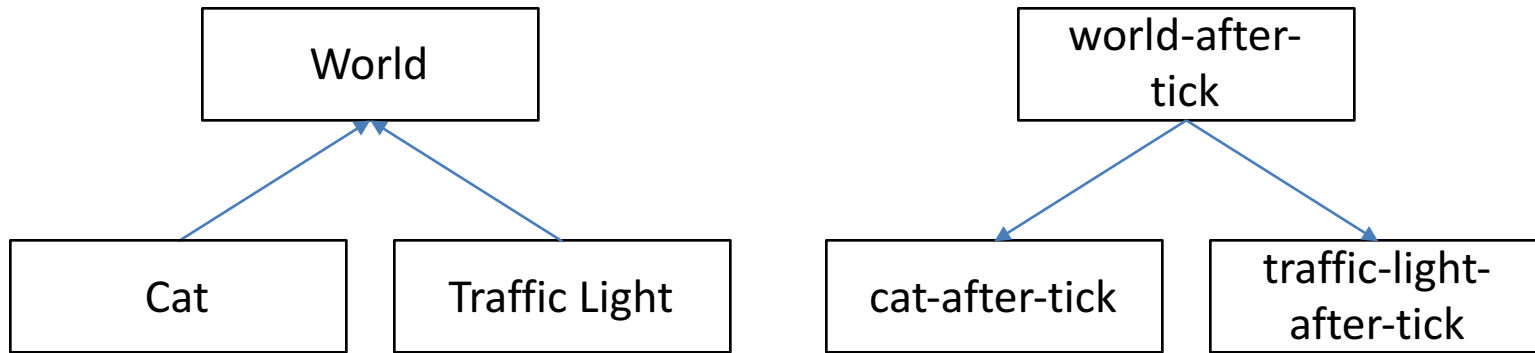 World
world-after-
tick
Cat
Traffic Light
cat-after-tick
traffic-light-
after-tick